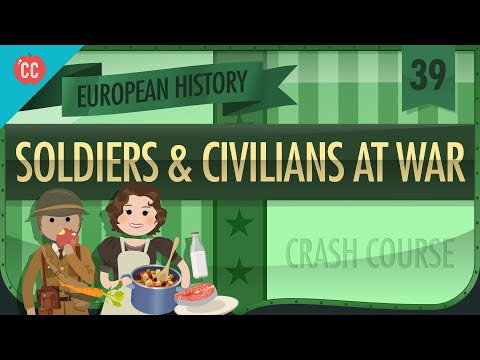 CC
EUROPEAN HISTORY
39
SOLDIERS & CIVILIANS AT WAR
CRASH COURSE